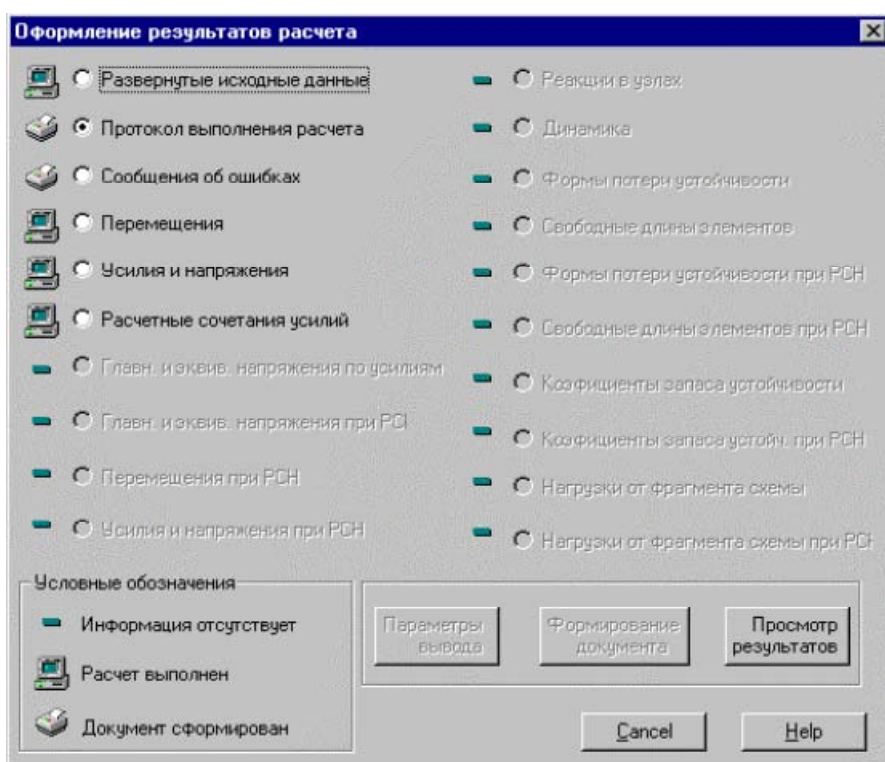 Оформление результатов расчета
Развернутые исходные данные
Протокол выполнения расчета
Сообщения об ошибках
Перемещения
Усилия и напряжения
Расчетные сочетания усилий
Главн. и эквив. напряжения по усилиям
Главн. и эквив. напряжения при РСІ
Перемещения при РСН
Усилия и напряжения при РСН
Реакции в узлах
Динамика
Формы потери устойчивости
Свободные длины элементов
Формы потери устойчивости при РСН
Свободные длины элементов при РСН
Коэфициенты запаса устойчивости
Коэфициенты запаса устойч. при РСН
Нагрузки от фрагмента схемы
Нагрузки от фрагмента схемы при РСН
Условные обозначения
Информация отсутствует
Расчет выполнен
Документ сформирован
Параметры
вывода
Формирование
документа
Просмотр
результатов
Cancel
Help